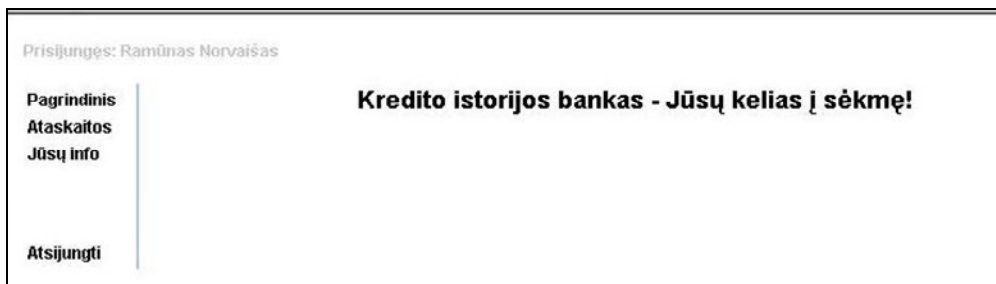 Prisijungęs: Ramūnas Norvaišas
Kredito istorijos bankas - Jūsų kelias į sėkmę!
Pagrindinis
Ataskaitos
Jūsų info
Atsijungti